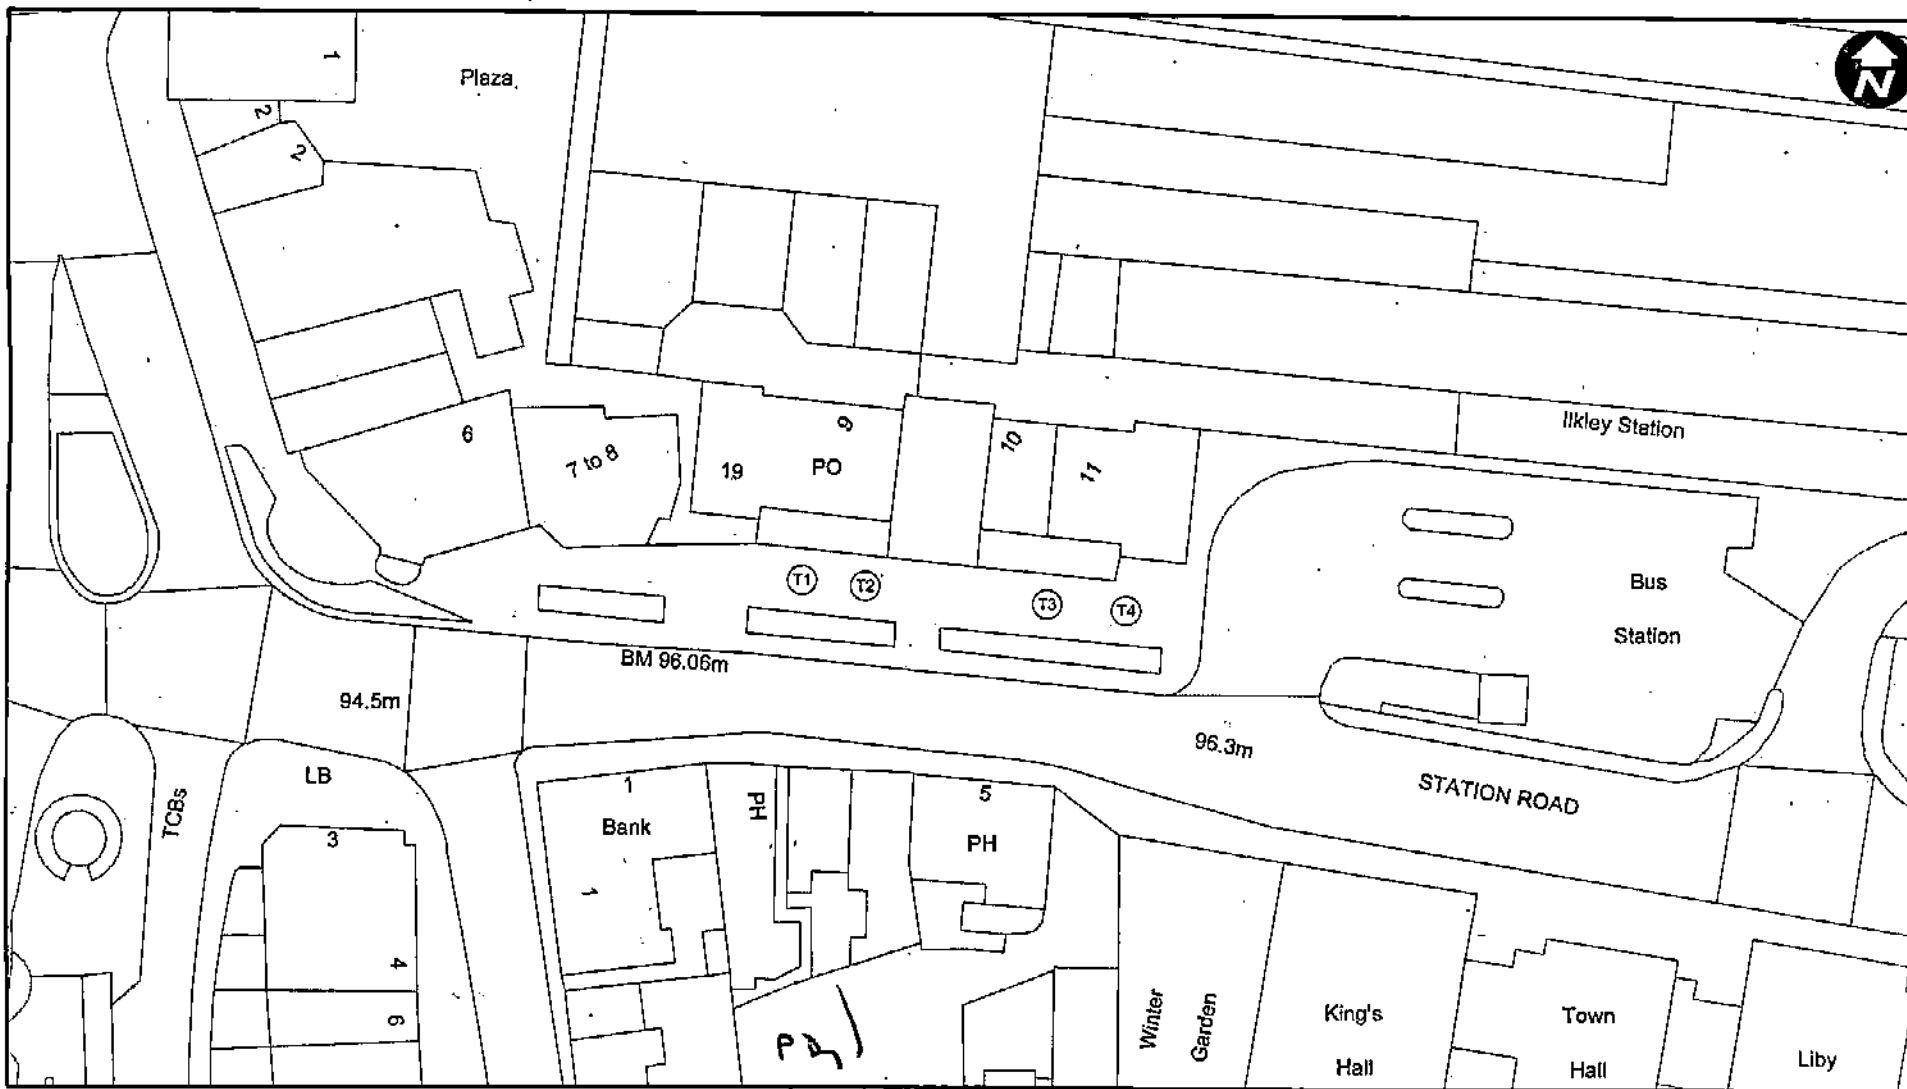 1
Plaza
N
2
2
6
7 to 8
9
19
PO
10
11
Ilkley Station
Bus
Station
T1
T2
T3
T4
BM 96.06m
94.5m
96.3m
STATION ROAD
LB
TCBs
3
4
6
1
Bank
1
PH
5
PH
Winter
Garden
King's
Hall
Town
Hall
Liby